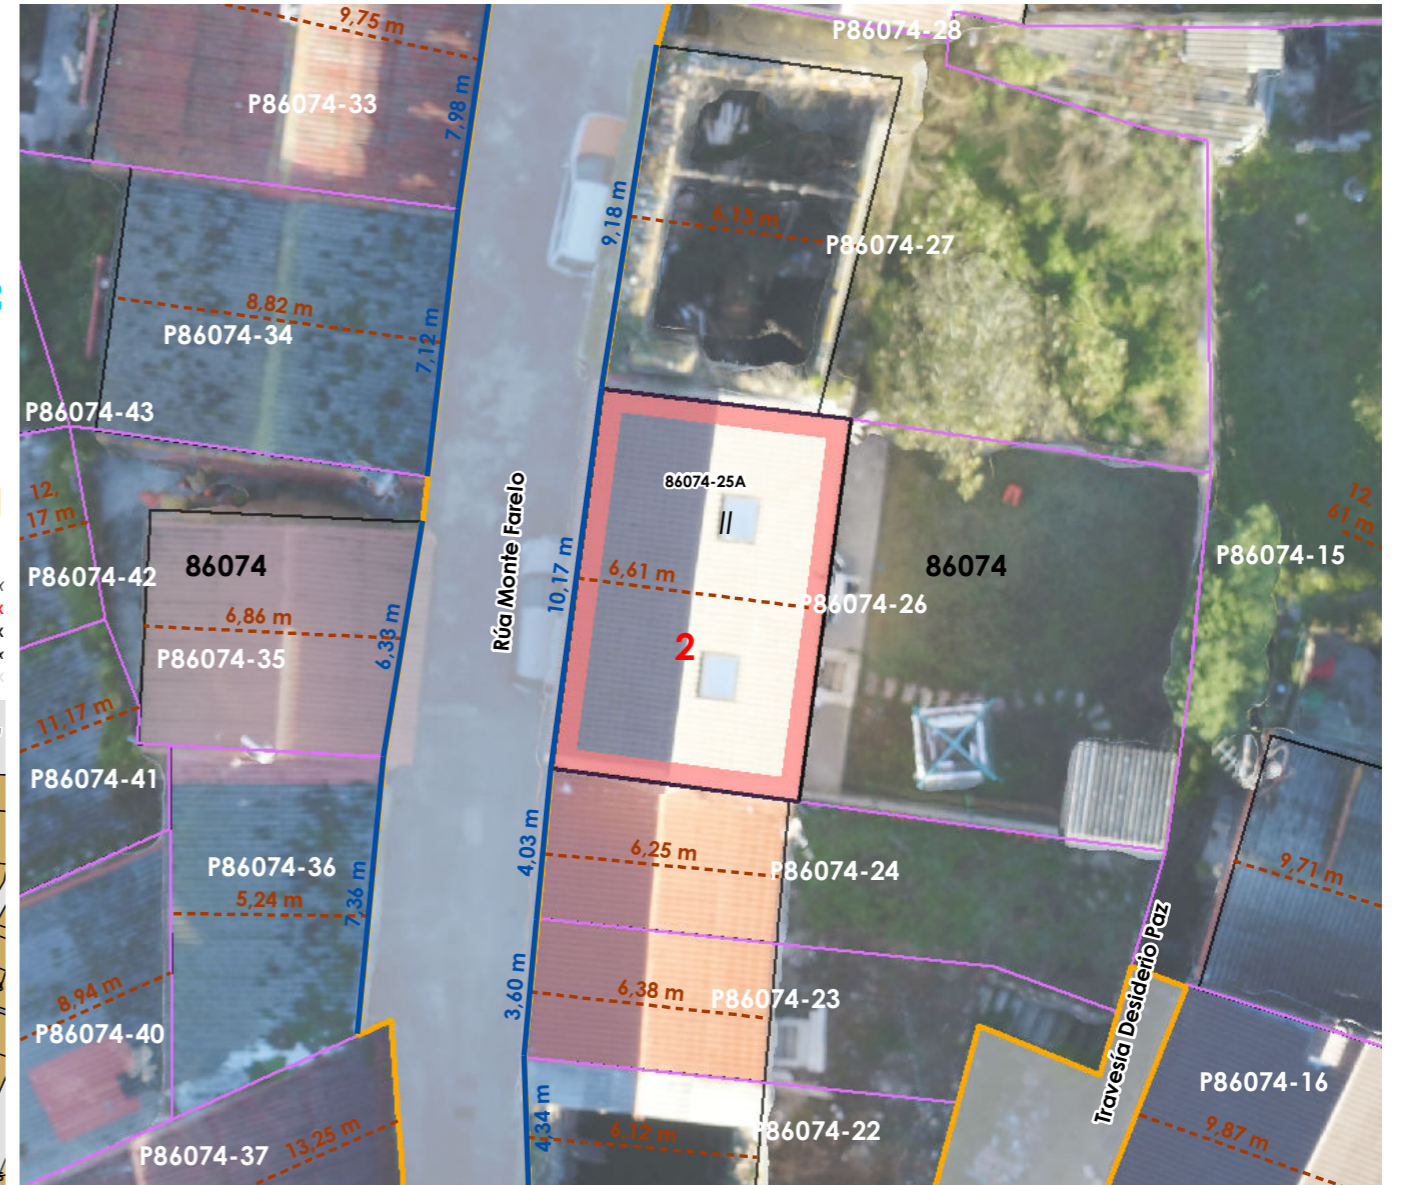 9,75 m
P86074-28
P86074-33
7,98 m
9,18 m
6,13 m
P86074-27
8,82 m
P86074-34
7,12 m
P86074-43
86074-25A
II
12,
17 m
12,
61 m
Rúa Monte Farelo
10,17 m
6,61 m
P86074-26
86074
P86074-15
86074
P86074-42
6,86 m
6,33 m
P86074-35
2
11,17 m
P86074-41
4,03 m
6,25 m
P86074-24
9,71 m
P86074-36
5,24 m
7,36 m
Travesía Desiderio Paz
8,94 m
3,60 m
6,38 m
P86074-23
P86074-40
P86074-16
4,34 m
6,12 m
P86074-22
9,87 m
P86074-37
13,25 m